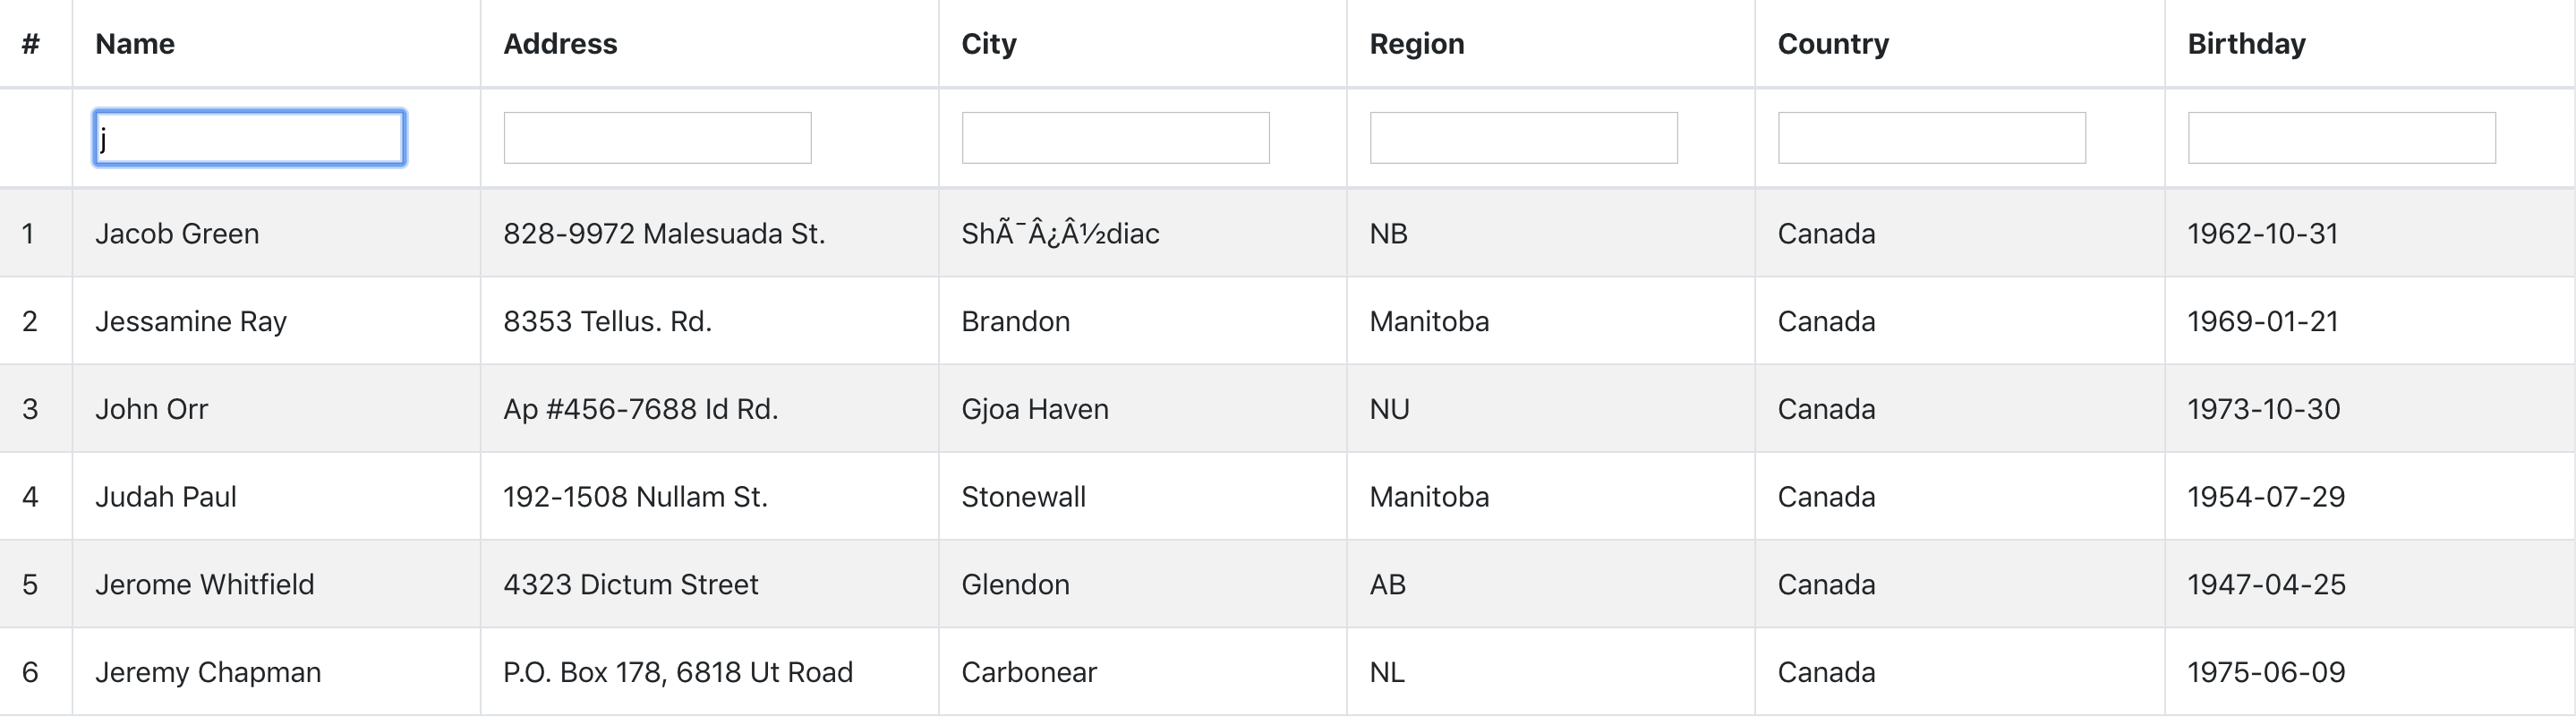 # Name Address City Region Country Birthday
j
1 Jacob Green 828-9972 Malesuada St. ShÃ¯Â¿Â½diac NB Canada 1962-10-31
2 Jessamine Ray 8353 Tellus. Rd. Brandon Manitoba Canada 1969-01-21
3 John Orr Ap #456-7688 Id Rd. Gjoa Haven NU Canada 1973-10-30
4 Judah Paul 192-1508 Nullam St. Stonewall Manitoba Canada 1954-07-29
5 Jerome Whitfield 4323 Dictum Street Glendon AB Canada 1947-04-25
6 Jeremy Chapman P.O. Box 178, 6818 Ut Road Carbonear NL Canada 1975-06-09